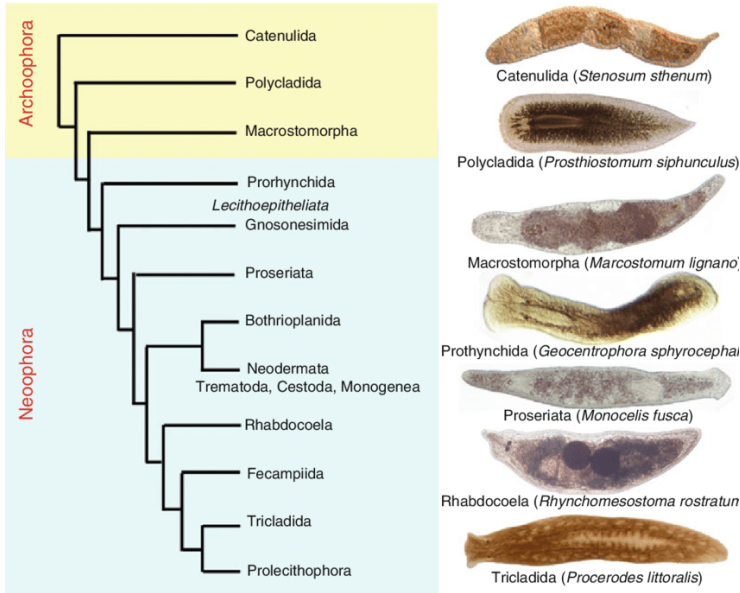 Archoophora
Catenulida
Polycladida
Macrostomorpha
Neoophora
Prorhynchida
Lecithoepitheliata
Gnosonesimida
Proseriata
Bothrioplanida
Neodermata
Trematoda, Cestoda, Monogenea
Rhabdocoela
Fecampiida
Tricladida
Prolecithophora
Catenulida (Stenosum sthenum)
Polycladida (Prosthiostomum siphunculus)
Macrostomorpha (Marcostomum lignano)
Prothynchida (Geocentrophora sphyrocephal
Proseriata (Monocelis fusca)
Rhabdocoela (Rhynchomesostoma rostratum
Tricladida (Procerodes littoralis)